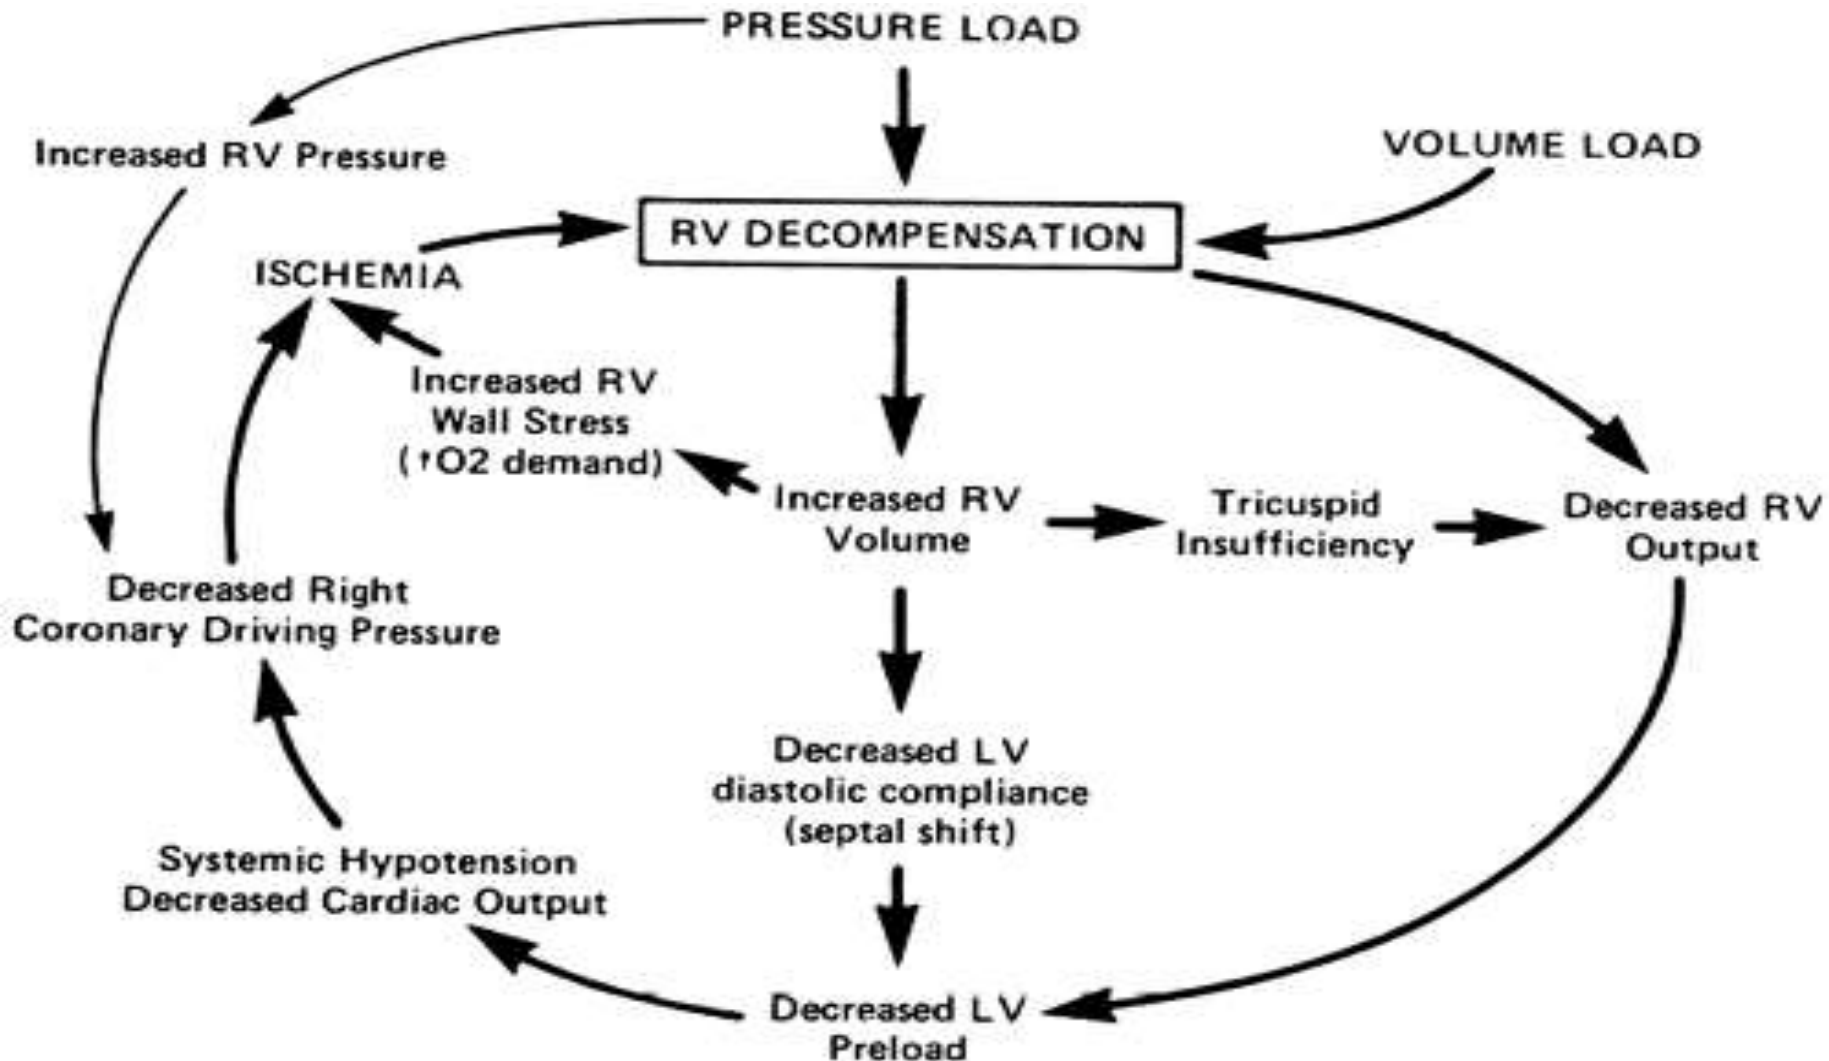 PRESSURE LOAD
Increased RV Pressure
VOLUME LOAD
RV DECOMPENSATION
ISCHEMIA
Increased RV
Wall Stress
(↑O2 demand)
Increased RV
Volume
Tricuspid
Insufficiency
Decreased RV
Output
Decreased Right
Coronary Driving Pressure
Decreased LV
diastolic compliance
(septal shift)
Systemic Hypotension
Decreased Cardiac Output
Decreased LV
Preload